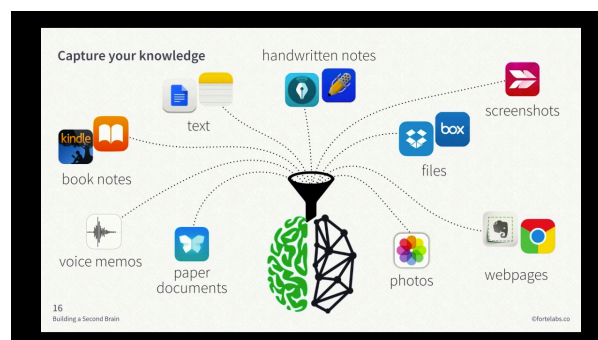 Capture your knowledge
handwritten notes
screenshots
text
box
files
kindle
book notes
voice memos
paper
documents
photos
webpages
16
Building a Second Brain
©fortelabs.co